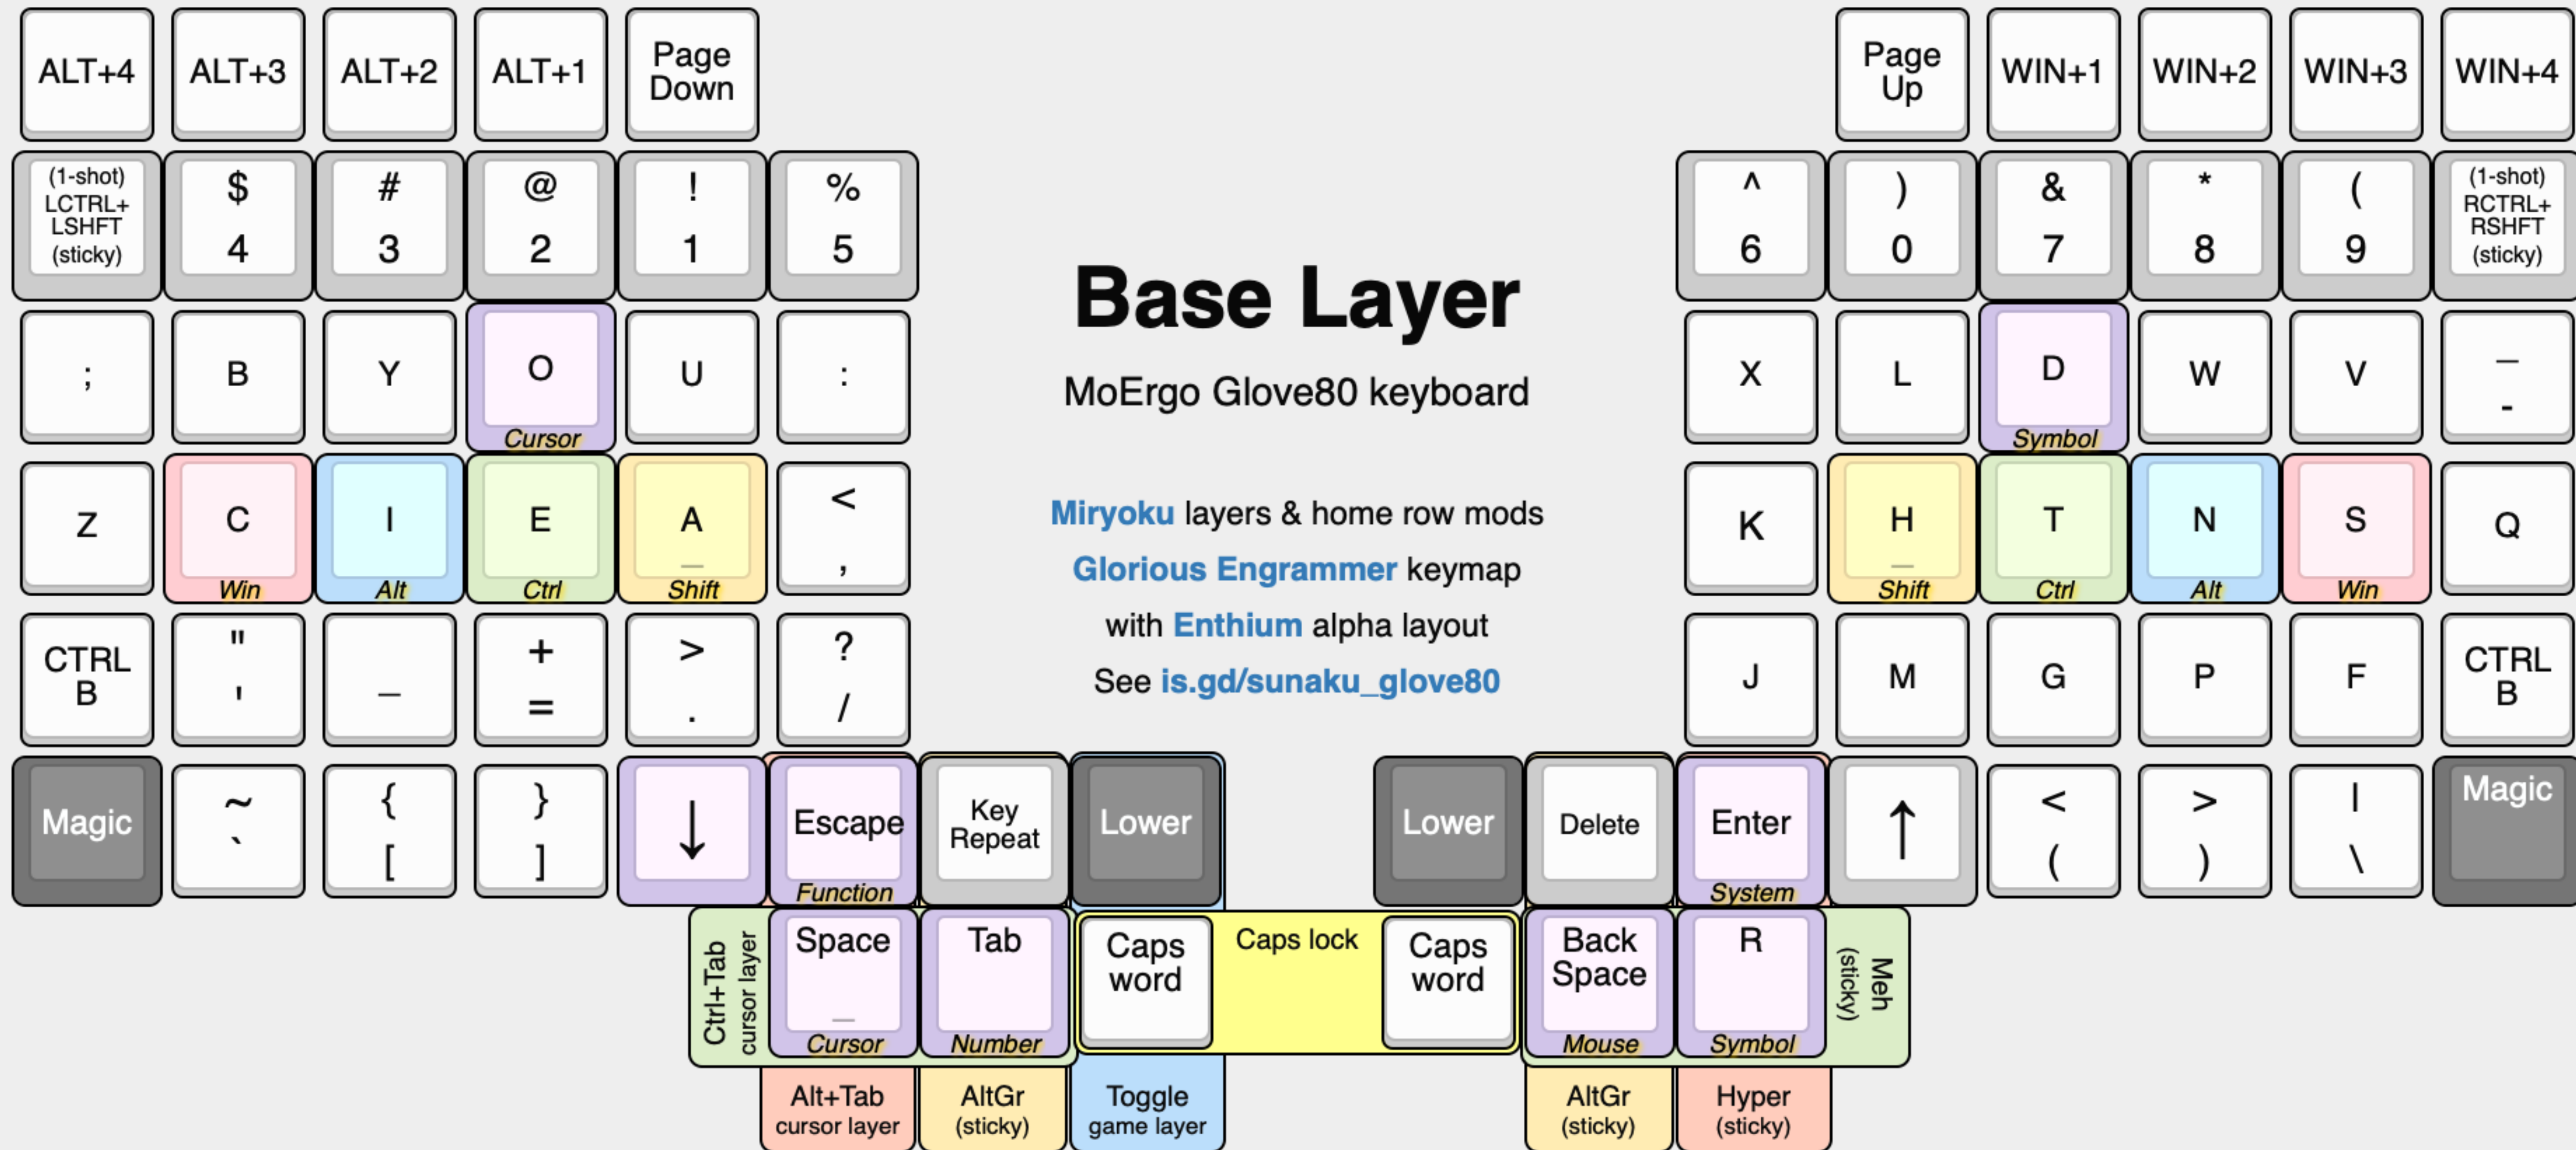 ALT+4 ALT+3 ALT+2 ALT+1 Page Down Page Up WIN+1 WIN+2 WIN+3 WIN+4
(1-shot) LCTRL+ LSHFT (sticky) $ 4 # 3 @ 2 ! 1 % 5 ^ 6 ) 0 & 7 * 8 ( 9 (1-shot) RCTRL+ RSHFT (sticky)
Base Layer
; B Y O Cursor U : X L D Symbol W V _ -
MoErgo Glove80 keyboard
Z C Win I Alt E Ctrl A _ Shift < , K H _ Shift T Ctrl N Alt S Win Q
Miryoku layers & home row mods
Glorious Engrammer keymap
with Enthium alpha layout
See is.gd/sunaku_glove80
CTRL B " ' _ + = > . ? / J M G P F CTRL B
Magic ~ ` { [ } ] ↓ Escape Function Key Repeat Lower Lower Delete Enter System ↑ < ( > ) | \ Magic
Ctrl+Tab cursor layer Space _ Cursor Tab Number Caps word Caps lock Caps word Back Space Mouse R Symbol Meh (sticky)
Alt+Tab cursor layer AltGr (sticky) Toggle game layer AltGr (sticky) Hyper (sticky)